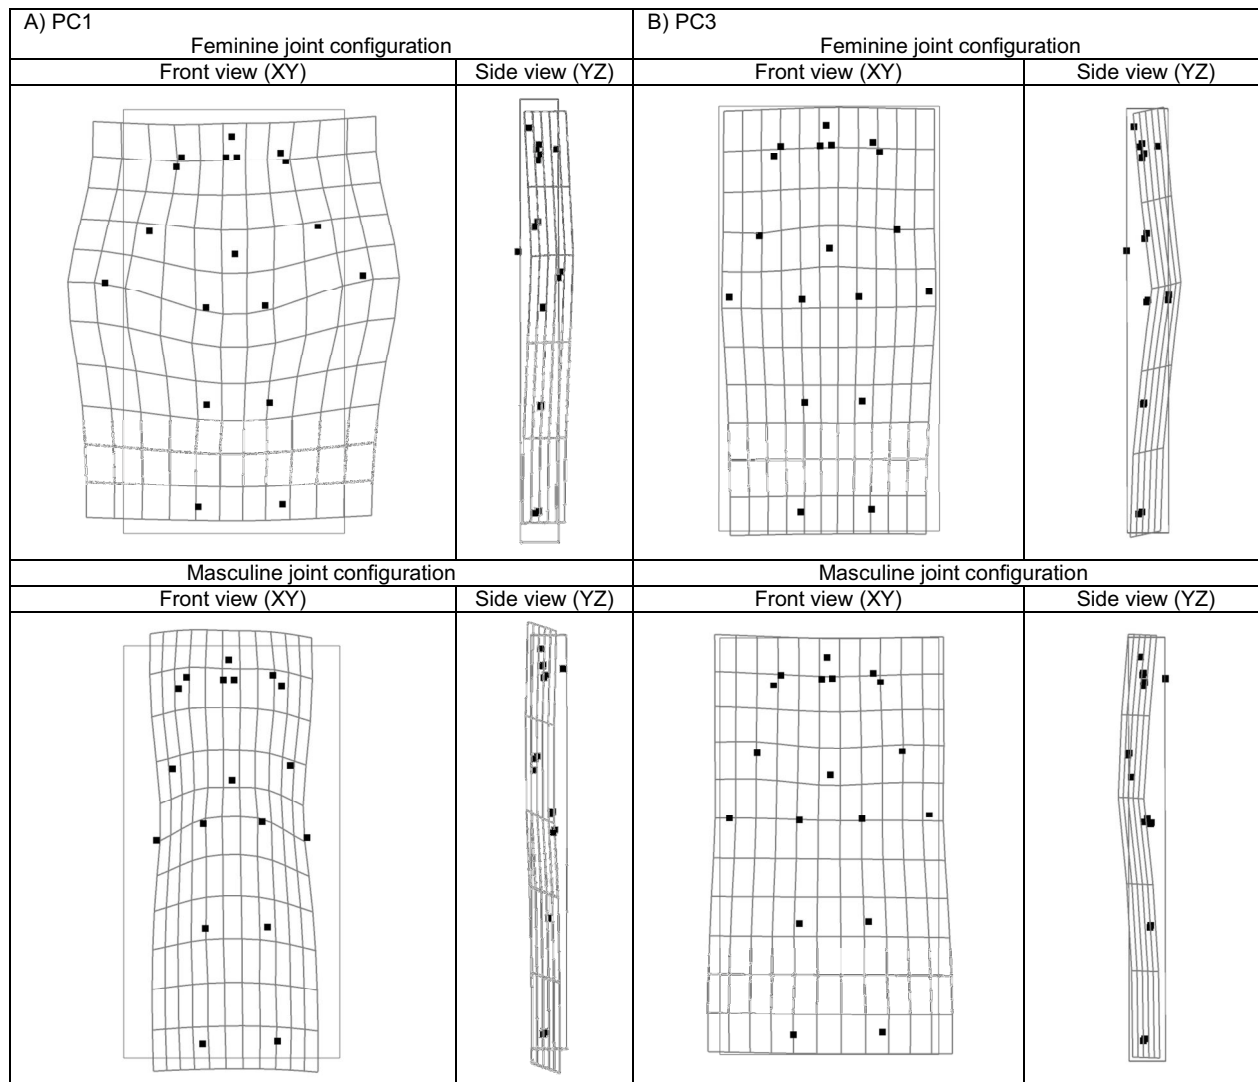 A) PC1
Feminine joint configuration
Front view (XY)
Side view (YZ)
B) PC3
Feminine joint configuration
Front view (XY)
Side view (YZ)
Masculine joint configuration
Front view (XY)
Side view (YZ)
Masculine joint configuration
Front view (XY)
Side view (YZ)